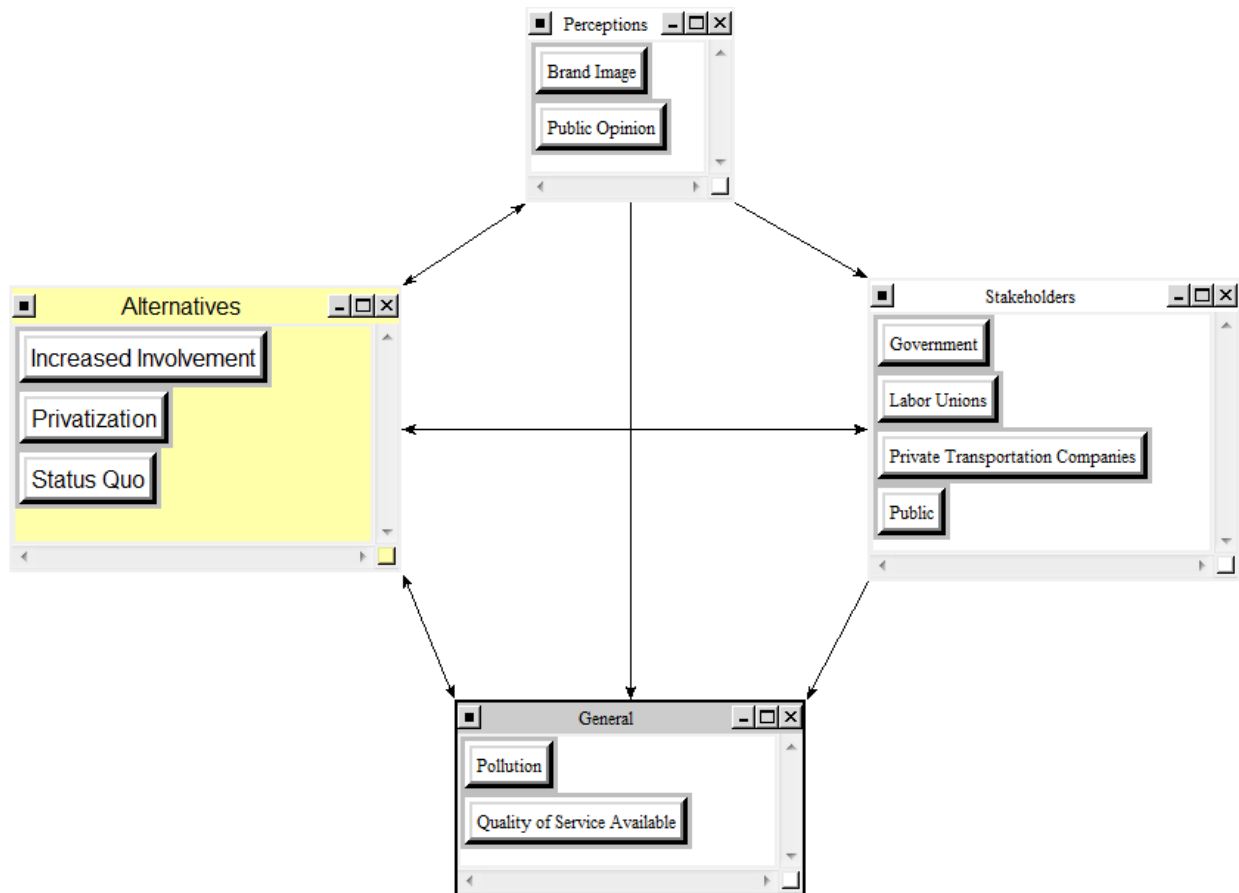 Perceptions
Brand Image
Public Opinion
Alternatives
Increased Involvement
Privatization
Status Quo
Stakeholders
Government
Labor Unions
Private Transportation Companies
Public
General
Pollution
Quality of Service Available